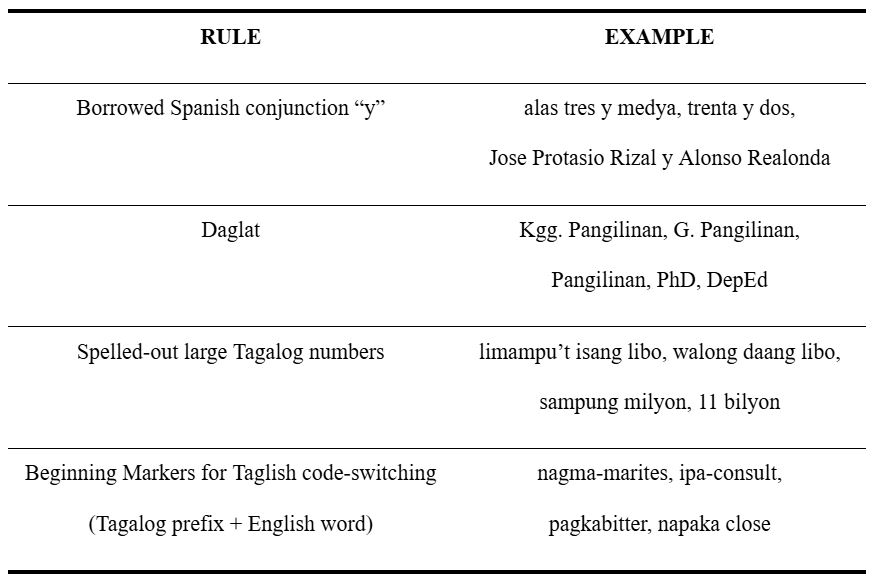 RULE EXAMPLE
Borrowed Spanish conjunction “y” alas tres y medya, trenta y dos,
Jose Protasio Rizal y Alonso Realonda
Daglat Kgg. Pangilinan, G. Pangilinan,
Pangilinan, PhD, DepEd
Spelled-out large Tagalog numbers limampu’t isang libo, walong daang libo,
sampung milyon, 11 bilyon
Beginning Markers for Taglish code-switching nagma-marites, ipa-consult,
(Tagalog prefix + English word) pagkabitter, napaka close